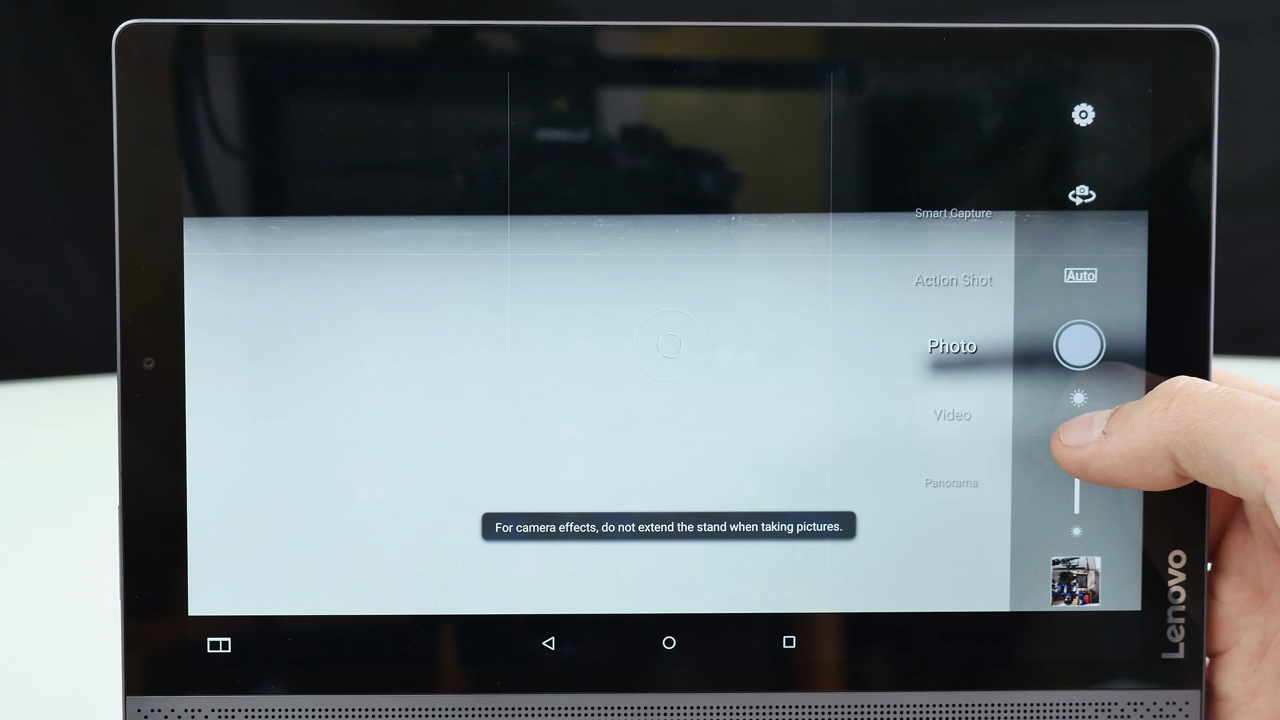 Smart Capture
Auto
Action Shot
Photo
Video
Panorama
For camera effects, do not extend the stand when taking pictures.
Lenovo